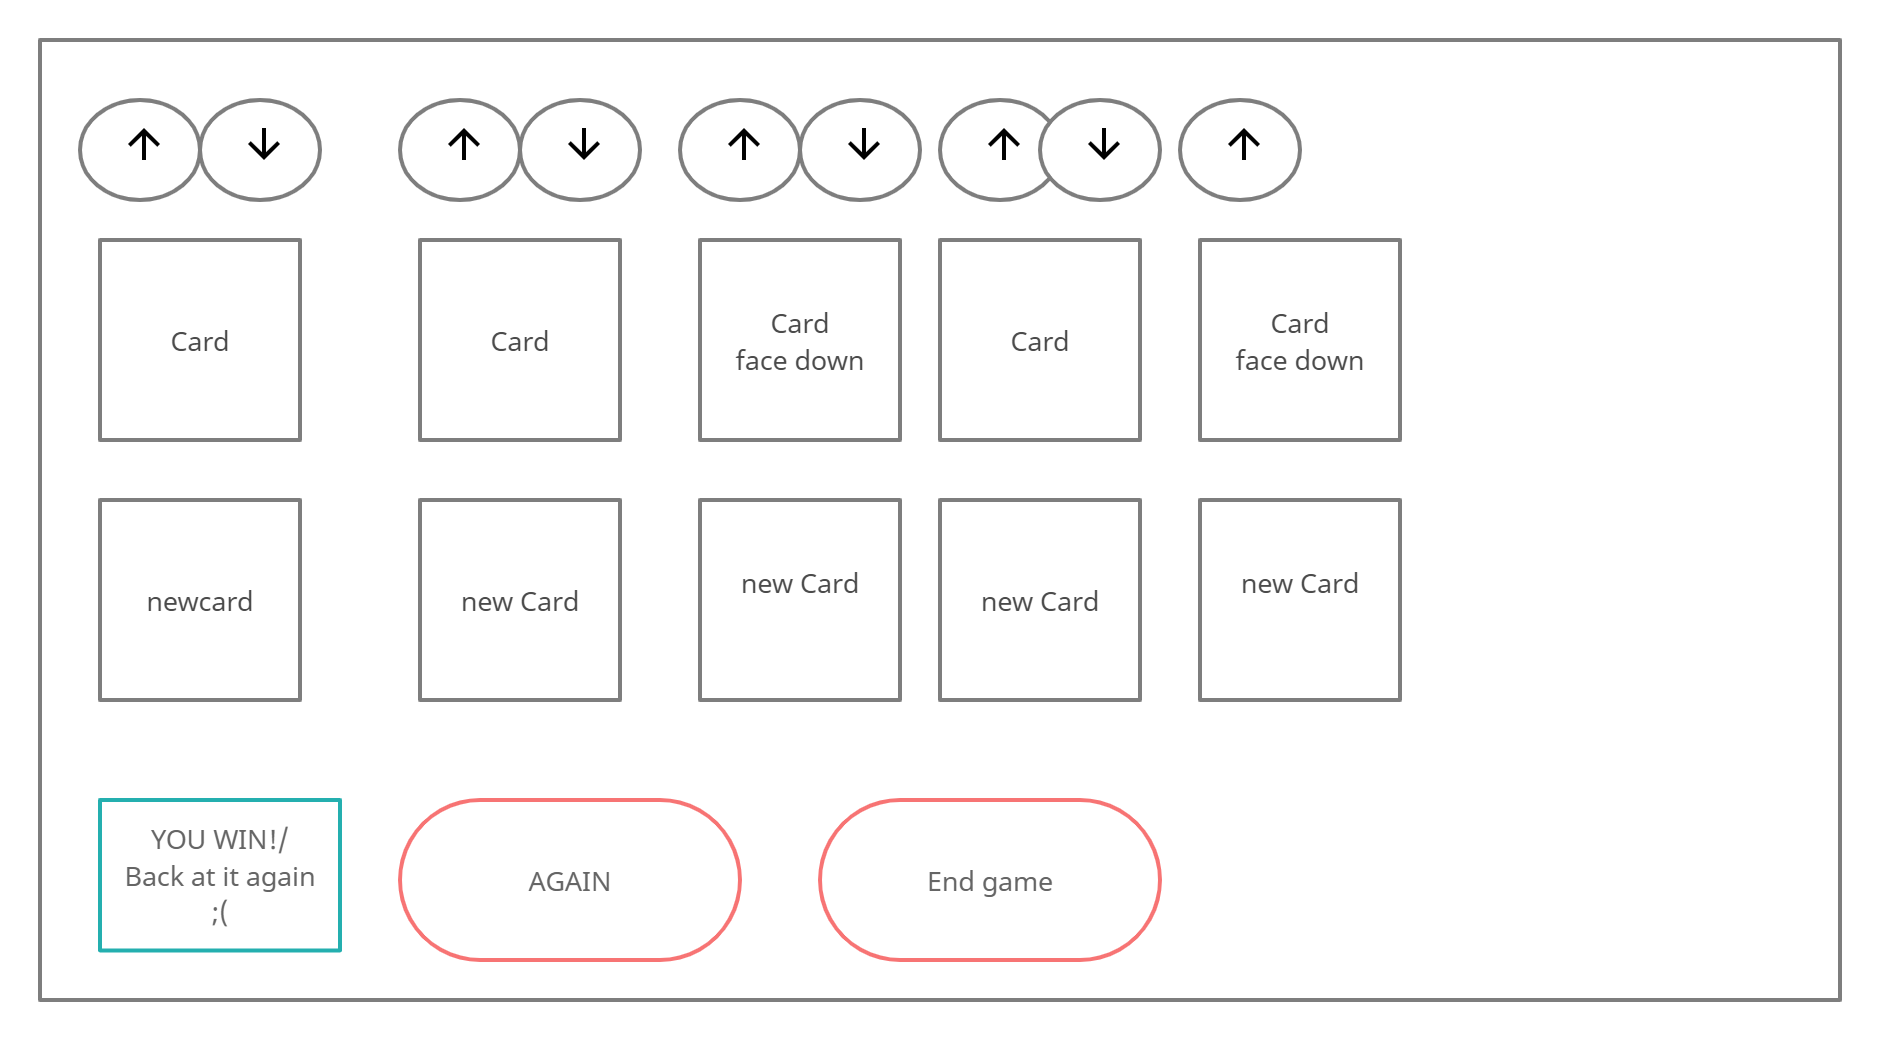 Card
Card
Card
face down
Card
Card
face down
newcard
new Card
new Card
new Card
new Card
YOU WIN!/
Back at it again
;(
AGAIN
End game